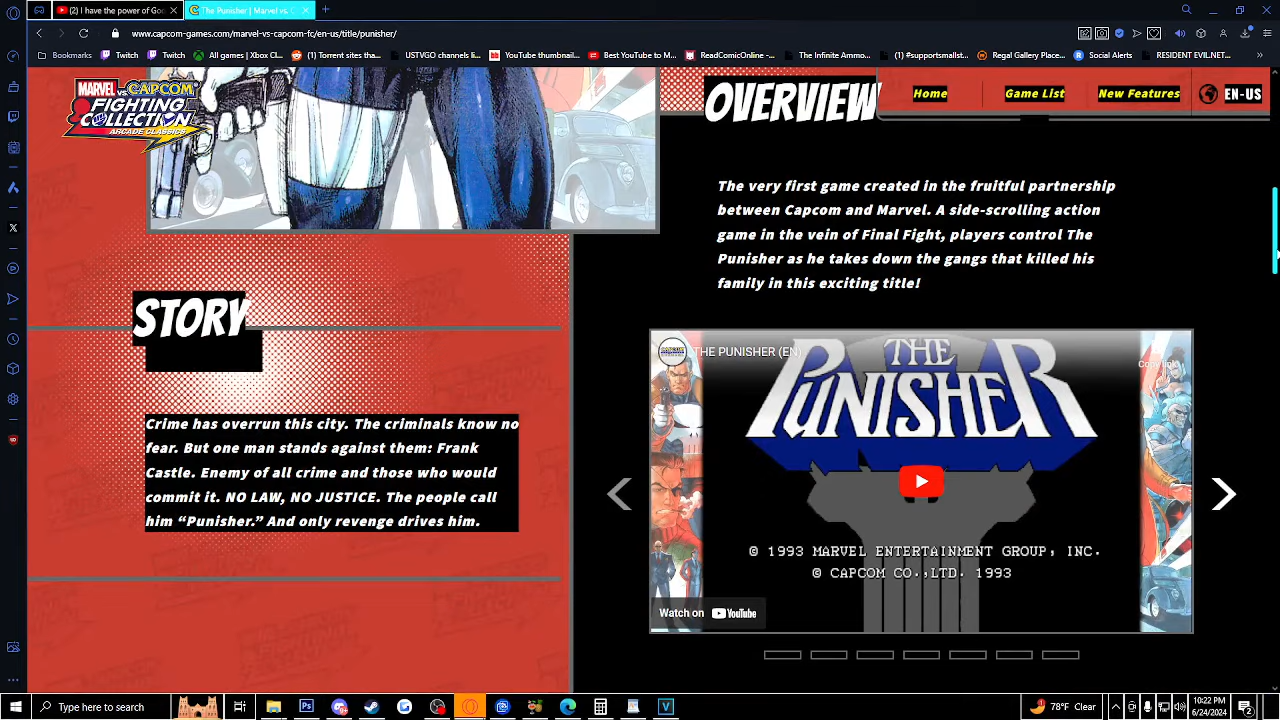 (2) I have the power of Go
The Punisher | Marvel vs. C
www.capcom-games.com/marvel-vs-capcom-fc/en-us/title/punisher/
Bookmarks
Twitch
Twitch
All games | Xbox Cl...
(1) Torrent sites tha...
USTVGO channels li...
YouTube thumbnail...
Best YouTube to M...
ReadComicOnline -...
The Infinite Ammo...
(1) #supportsmallst...
Regal Gallery Place...
Social Alerts
RESIDENT EVIL.NET...
MARVEL VS. CAPCOM
FIGHTING
COLLECTION
ARCADE CLASSICS
OVERVIEW
Home
Game List
New Features
EN-US
The very first game created in the fruitful partnership
between Capcom and Marvel. A side-scrolling action
game in the vein of Final Fight, players control The
Punisher as he takes down the gangs that killed his
family in this exciting title!
STORY
Crime has overrun this city. The criminals know no
fear. But one man stands against them: Frank
Castle. Enemy of all crime and those who would
commit it. NO LAW, NO JUSTICE. The people call
him “Punisher.” And only revenge drives him.
THE PUNISHER (EN)
Copy link
THE
PUNISHER
© 1993 MARVEL ENTERTAINMENT GROUP, INC.
© CAPCOM CO.,LTD. 1993
Watch on YouTube
Type here to search
78°F Clear
10:22 PM
6/24/2024
2